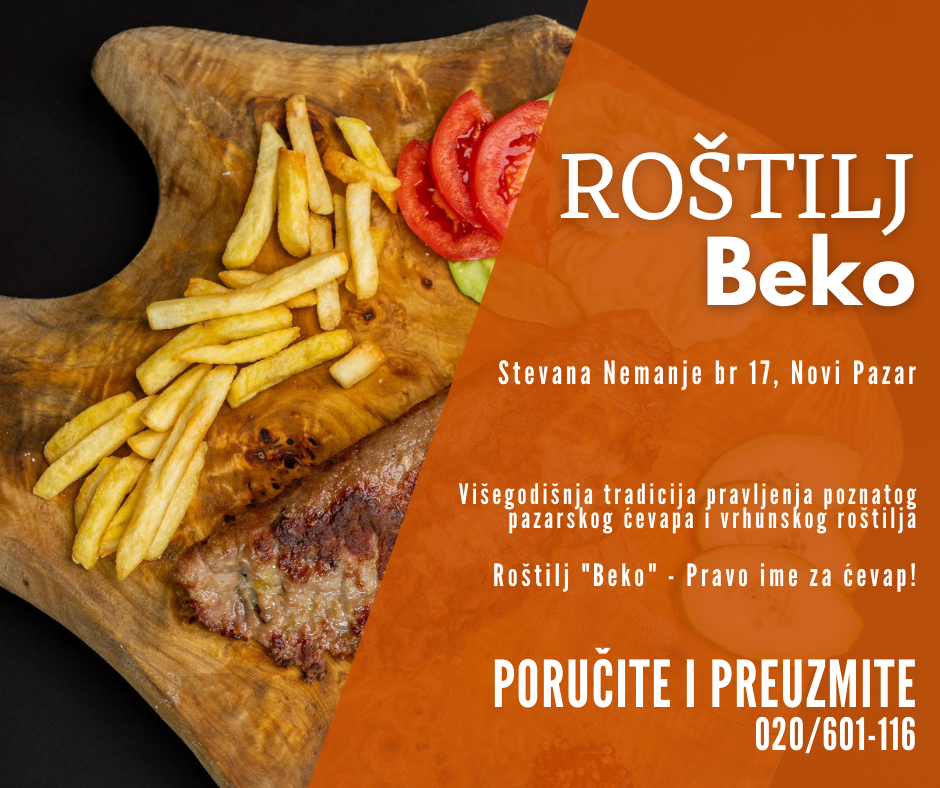 ROŠTILJ
Beko
Stevana Nemanje br 17, Novi Pazar
Višegodišnja tradicija pravljenja poznatog
pazarskog ćevapa i vrhunskog roštilja
Roštilj "Beko" - Pravo ime za ćevap!
PORUČITE I PREUZMITE
020/601-116